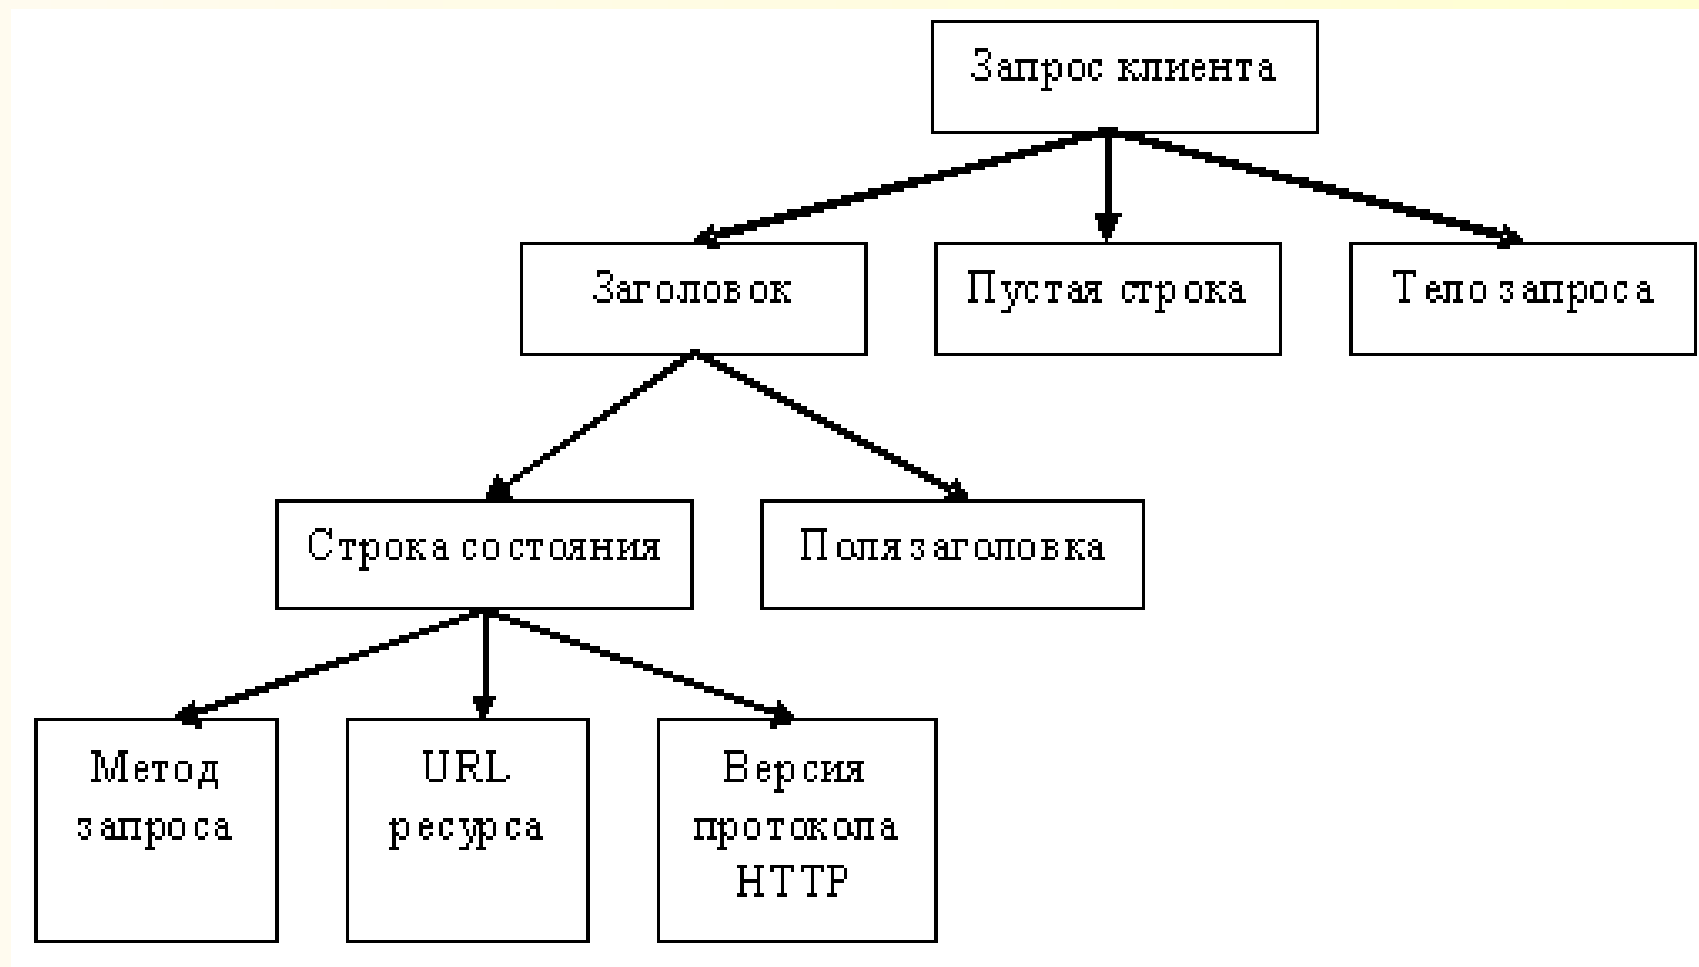 Запрос клиента
Заголовок
Пустая строка
Тело запроса
Строка состояния
Поля заголовка
Метод
запроса
URL
ресурса
Версия
протокола
HTTP